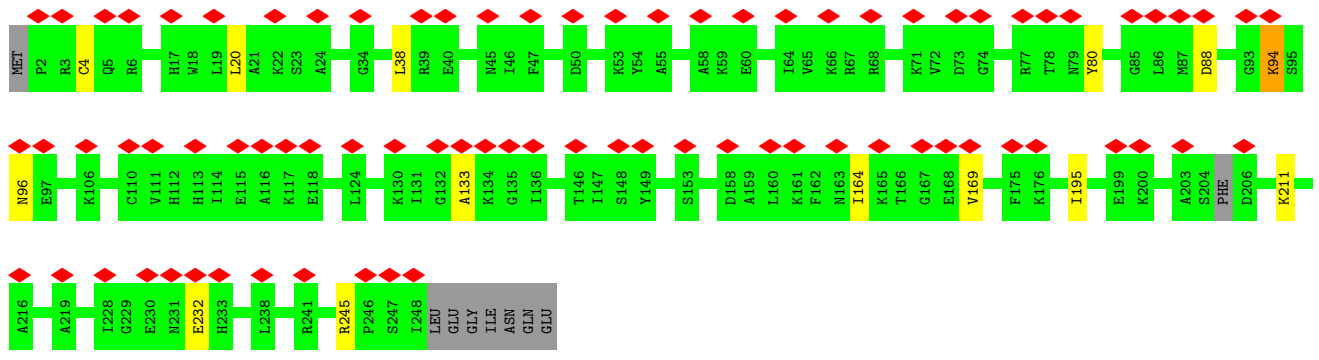 MET P2 R3 C4 Q5 R6 H17 W18 L19 L20 A21 K22 S23 A24 G34 L38 R39 E40 N45 I46 F47 D50 K53 Y54 A55 A58 K59 E60 I64 V65 K66 R67 R68 K71 V72 D73 G74 R77 T78 N79 Y80 G85 L86 M87 D88 G93 K94 S95
N96 E97 K106 C110 V111 H112 H113 I114 E115 A116 K117 E118 L124 K130 I131 G132 A133 K134 G135 I136 T146 I147 S148 Y149 S153 D158 A159 L160 K161 F162 N163 I164 K165 T166 G167 E168 V169 F175 K176 I195 E199 K200 A203 S204 PHE D206 K211
A216 A219 I228 G229 E230 N231 E232 H233 L238 R241 R245 P246 S247 I248 LEU GLU GLY ILE ASN GLN GLU